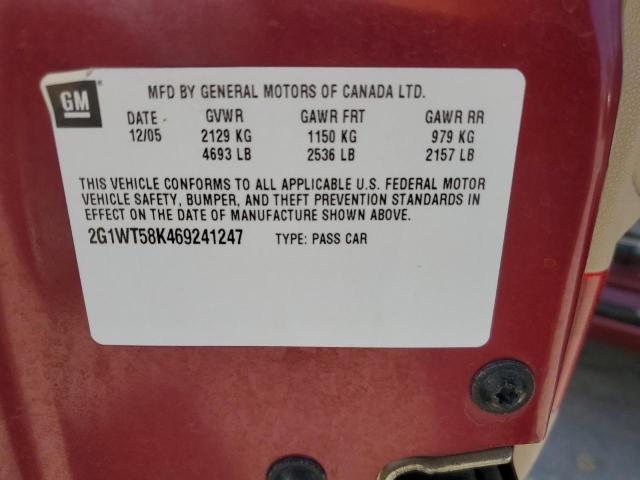 GM
MFD BY GENERAL MOTORS OF CANADA LTD.
DATE GVWR GAWR FRT GAWR RR
12/05 2129 KG 1150 KG 979 KG
4693 LB 2536 LB 2157 LB
THIS VEHICLE CONFORMS TO ALL APPLICABLE U.S. FEDERAL MOTOR
VEHICLE SAFETY, BUMPER, AND THEFT PREVENTION STANDARDS IN
EFFECT ON THE DATE OF MANUFACTURE SHOWN ABOVE.
2G1WT58K469241247 TYPE: PASS CAR